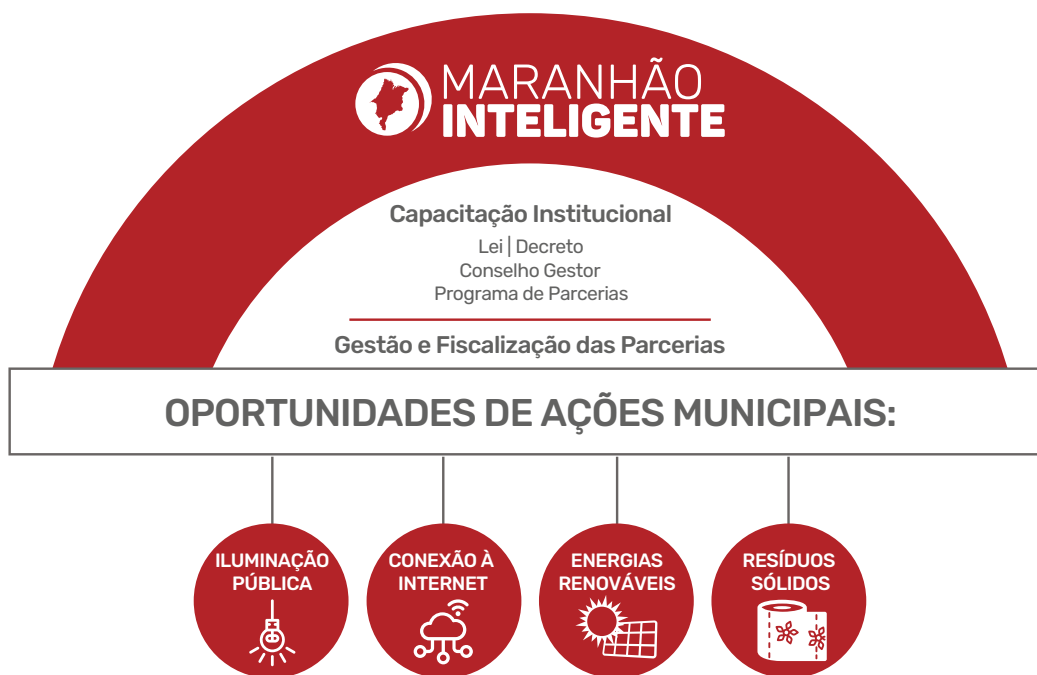 MARANHÃO
INTELIGENTE
Capacitação Institucional
Lei | Decreto
Conselho Gestor
Programa de Parcerias
Gestão e Fiscalização das Parcerias
OPORTUNIDADES DE AÇÕES MUNICIPAIS:
ILUMINAÇÃO
PÚBLICA
CONEXÃO À
INTERNET
ENERGIAS
RENOVÁVEIS
RESÍDUOS
SÓLIDOS